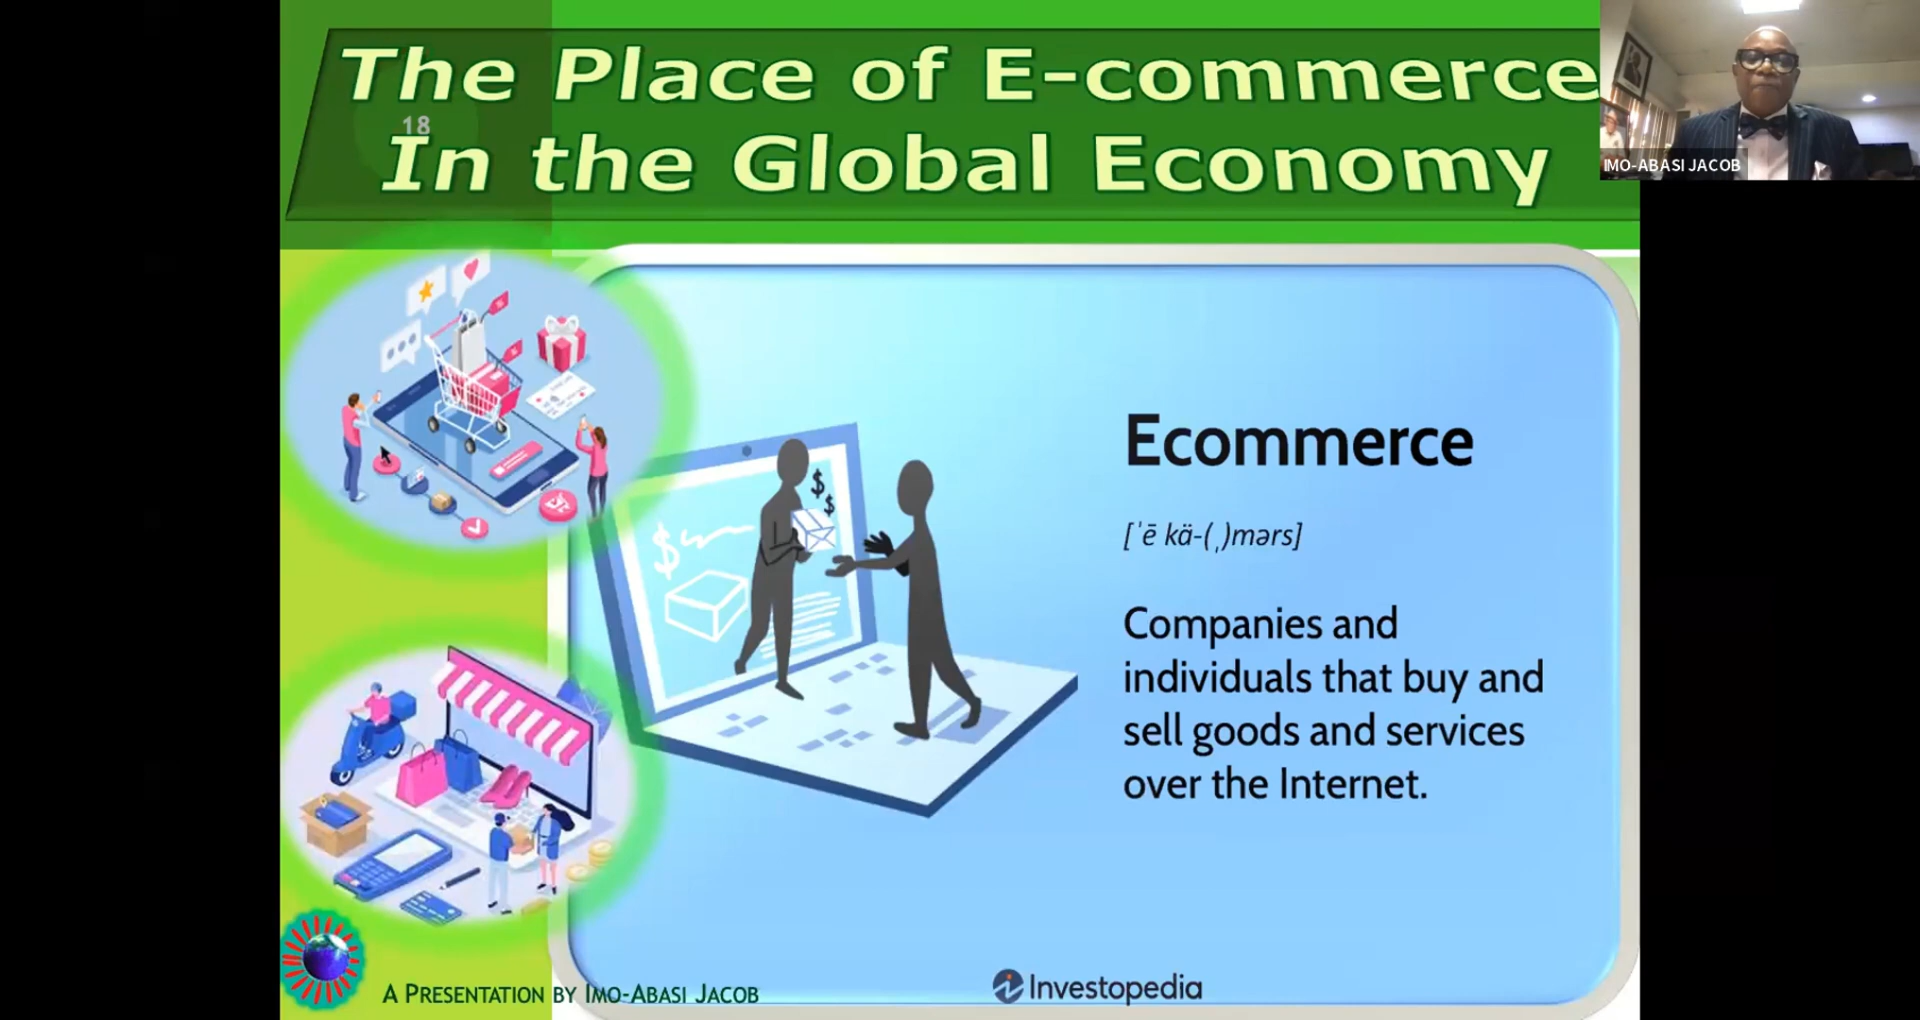 The Place of E-commerce
18
In the Global Economy
IMO-ABASI JACOB
Ecommerce
[ˈē kä-(ˌ)mərs]
Companies and
individuals that buy and
sell goods and services
over the Internet.
A PRESENTATION BY IMO-ABASI JACOB
Investopedia